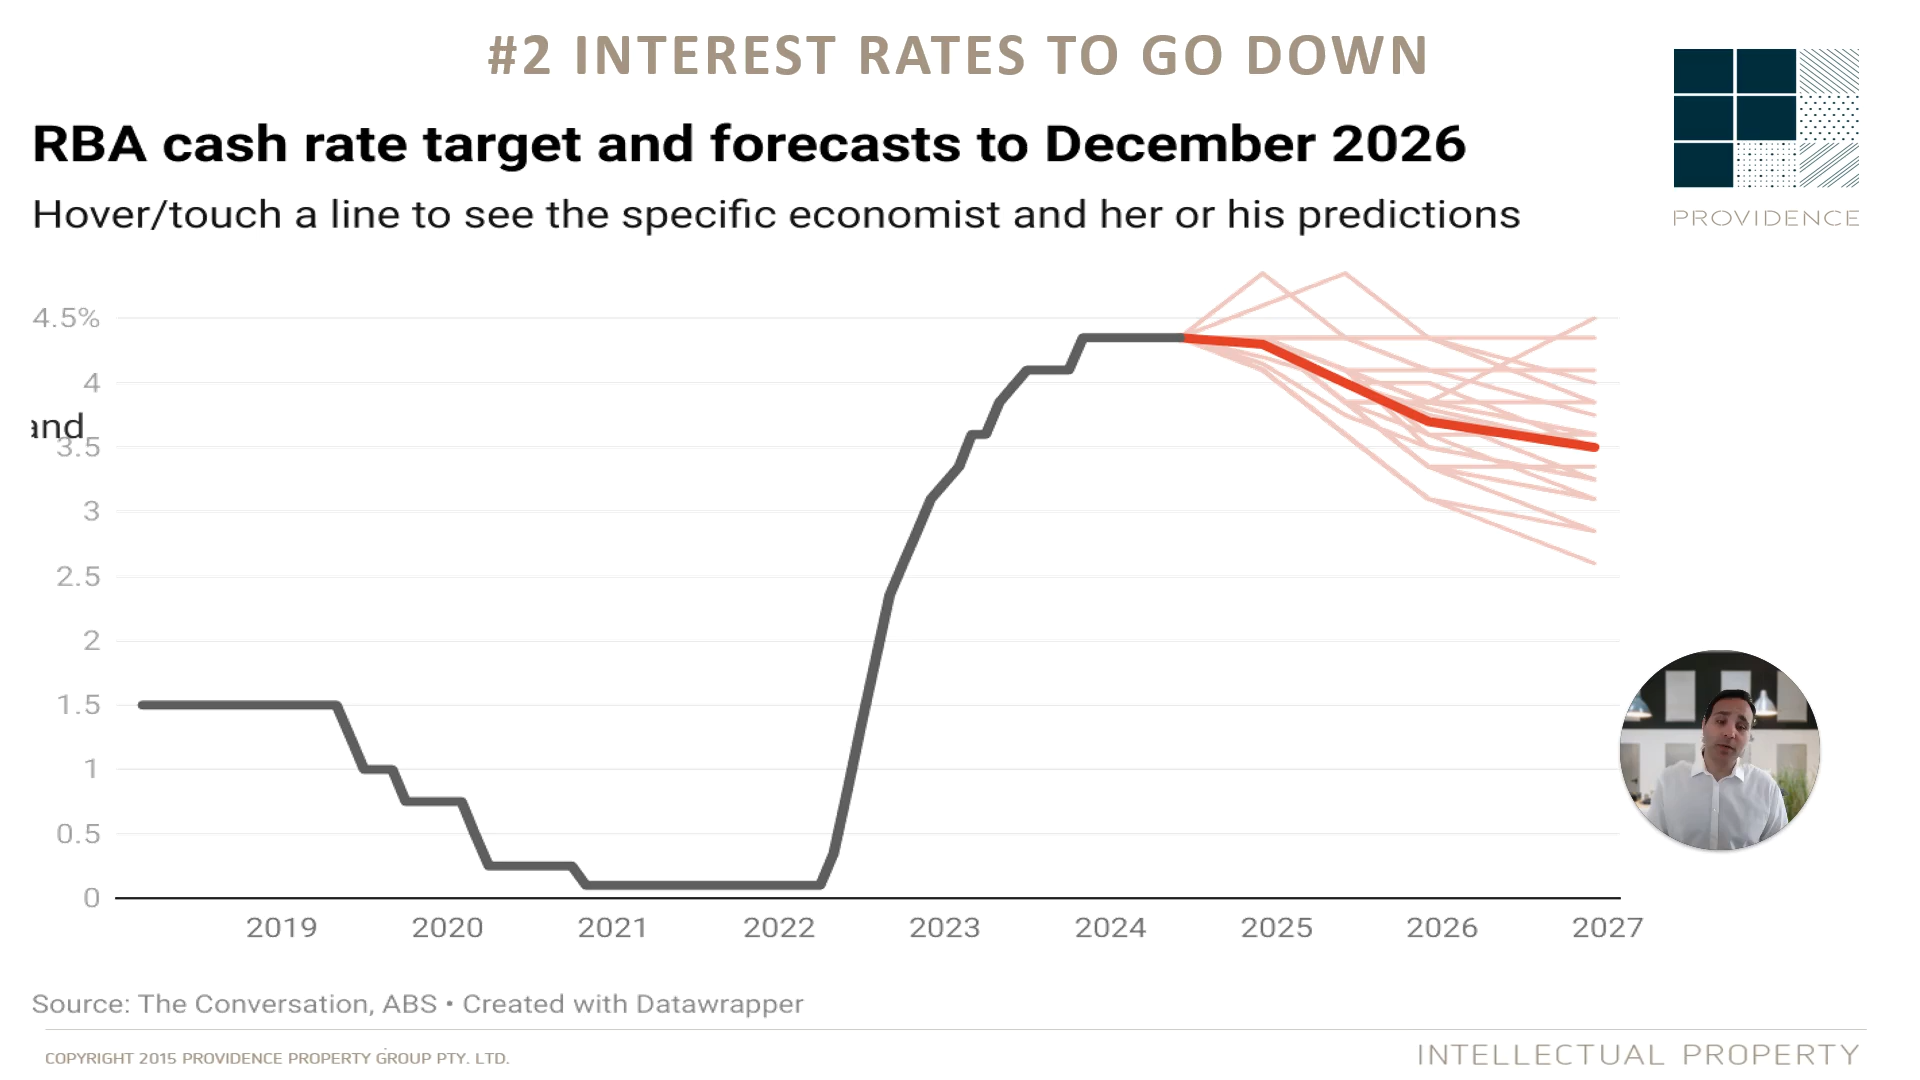 #2 INTEREST RATES TO GO DOWN
RBA cash rate target and forecasts to December 2026
Hover/touch a line to see the specific economist and her or his predictions
PROVIDENCE
4.5%
4
and
3.5
3
2.5
2
1.5
1
0.5
0
2019 2020 2021 2022 2023 2024 2025 2026 2027
Source: The Conversation, ABS • Created with Datawrapper
COPYRIGHT 2015 PROVIDENCE PROPERTY GROUP PTY. LTD.
INTELLECTUAL PROPERTY